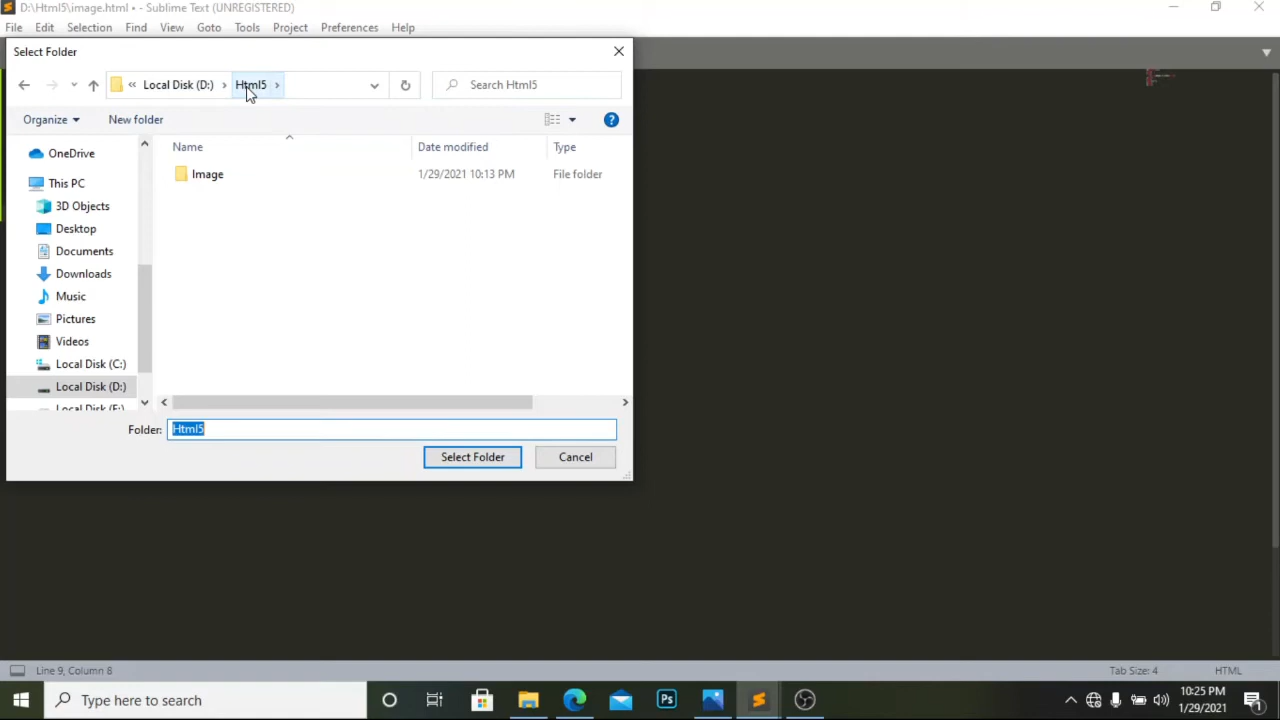 D:\Html5\image.html • - Sublime Text (UNREGISTERED)
File Edit Selection Find View Goto Tools Project Preferences Help
Select Folder
« Local Disk (D:) › Html5 ›
Search Html5
Organize
New folder
?
OneDrive
This PC
3D Objects
Desktop
Documents
Downloads
Music
Pictures
Videos
Local Disk (C:)
Local Disk (D:)
Local Disk (E:)
Name Date modified Type
Image 1/29/2021 10:13 PM File folder
Folder: Html5
Select Folder
Cancel
Line 9, Column 8
Tab Size: 4
HTML
Type here to search
Ps
10:25 PM
1/29/2021
1